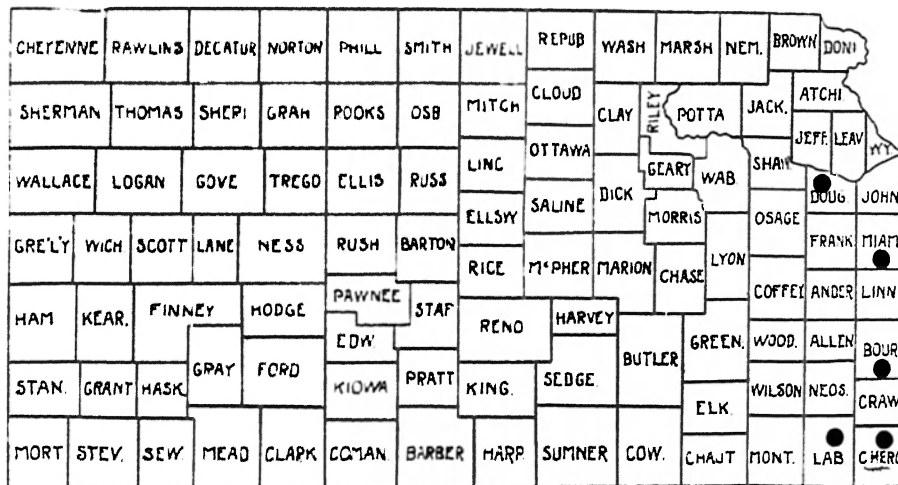 CHEYENNE RAWLINS DECATUR NORTON PHILL SMITH JEWELL REPUB WASH MARSH NEM. BROWN DONI
SHERMAN THOMAS SHERI GRAH ROOKS OSB MITCH CLOUD CLAY RILEY POTTA JACK. ATCHI.
JEFF. LEAV WY.
WALLACE LOGAN GOVE TREGO ELLIS RUSS LINC OTTAWA DICK GEARY WAB. SHAW. DOUG. JOHN
ELLSW SALINE MORRIS OSAGE
GRE'L'Y WICH SCOTT LANE NESS RUSH BARTON RICE McPHER MARION CHASE LYON FRANK MIAM
HAM KEAR. FINNEY HODGE PAWNEE STAF RENO HARVEY COFFEY ANDER LINN
EDW.
STAN. GRANT HASK. GRAY FORD KIOWA PRATT KING. SEDGE. BUTLER GREEN. WOOD. ALLEN BOUR
ELK. WILSON NEOS. CRAW
MORT STEV. SEW. MEAD CLARK COMAN. BARBER HARP. SUMNER COW. CHAUT MONT. LAB CHERO